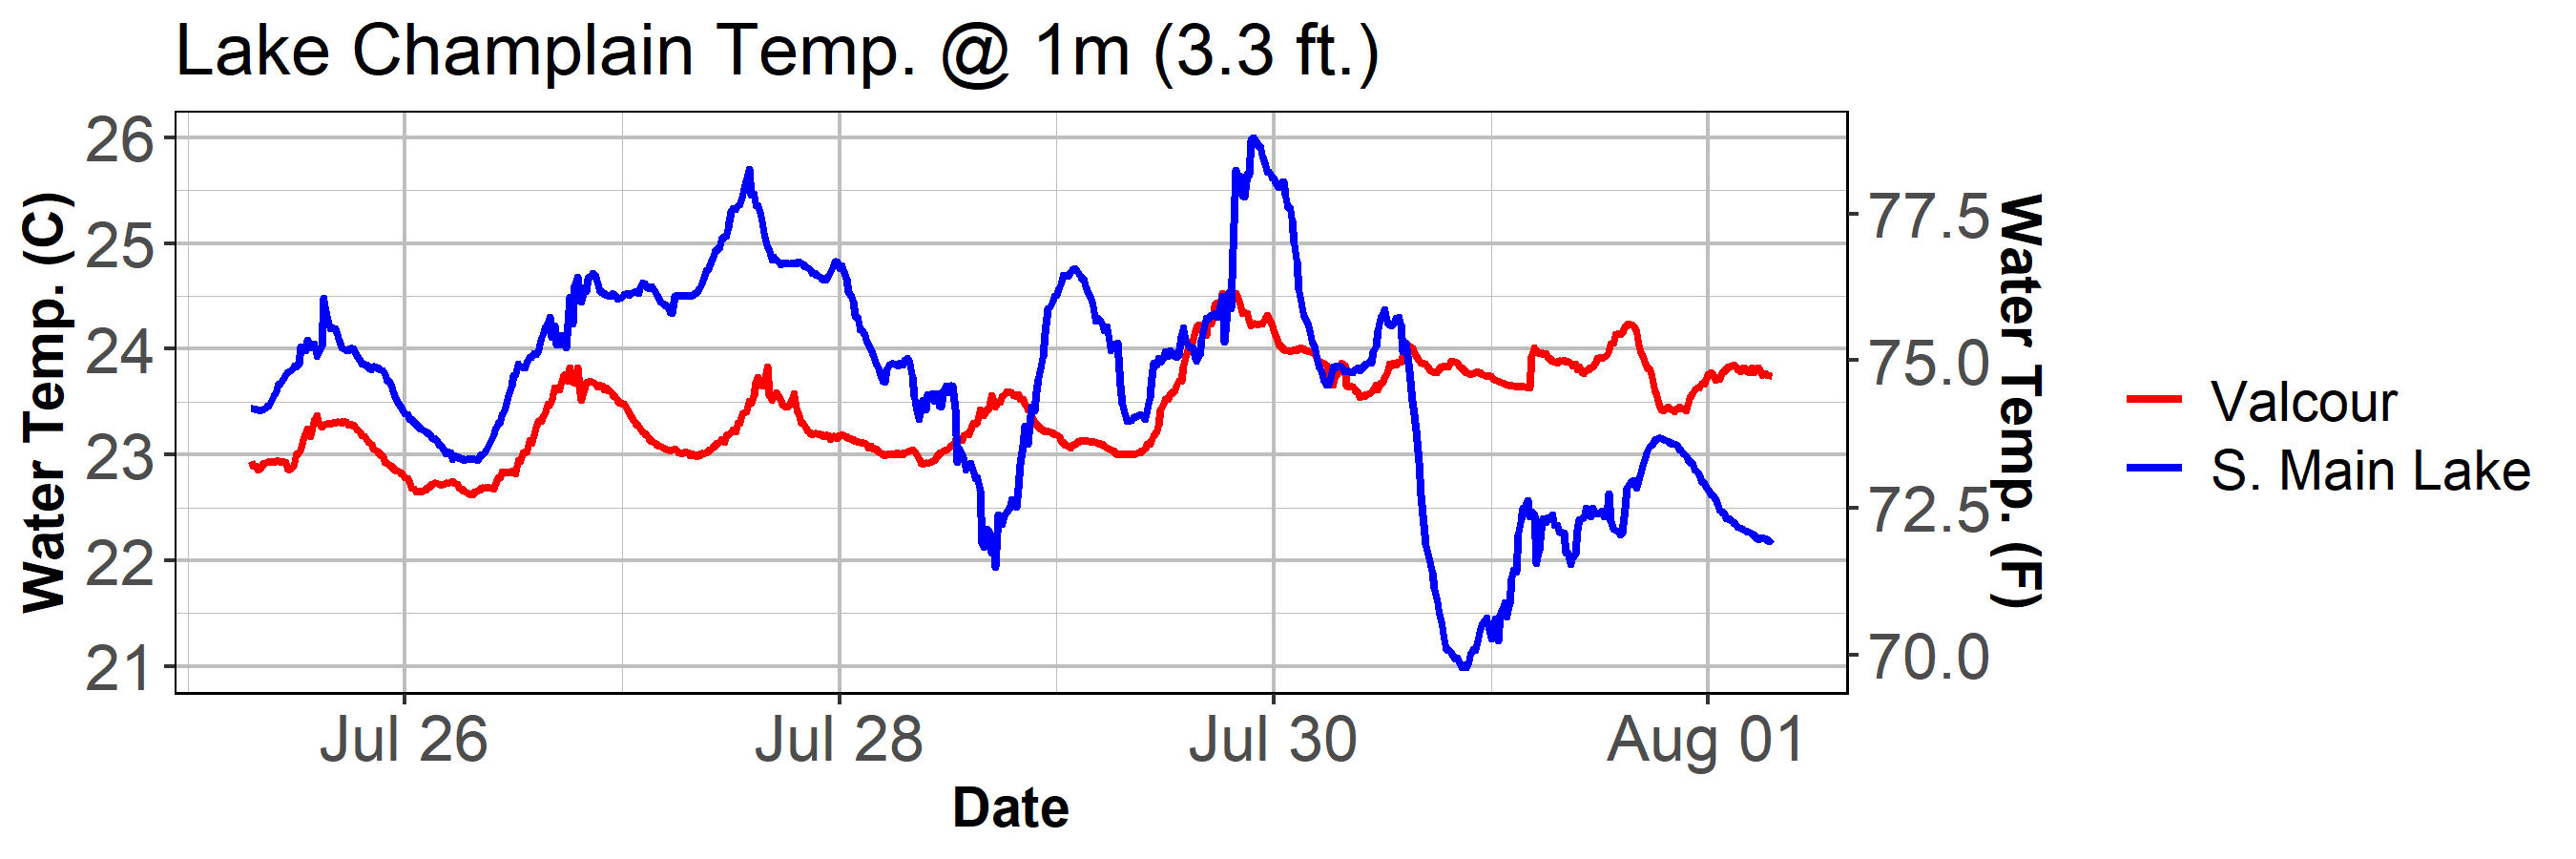 Lake Champlain Temp. @ 1m (3.3 ft.)
Water Temp. (C)
26
25
24
23
22
21
77.5
75.0
72.5
70.0
Water Temp. (F)
Jul 26
Jul 28
Jul 30
Aug 01
Date
Valcour
S. Main Lake